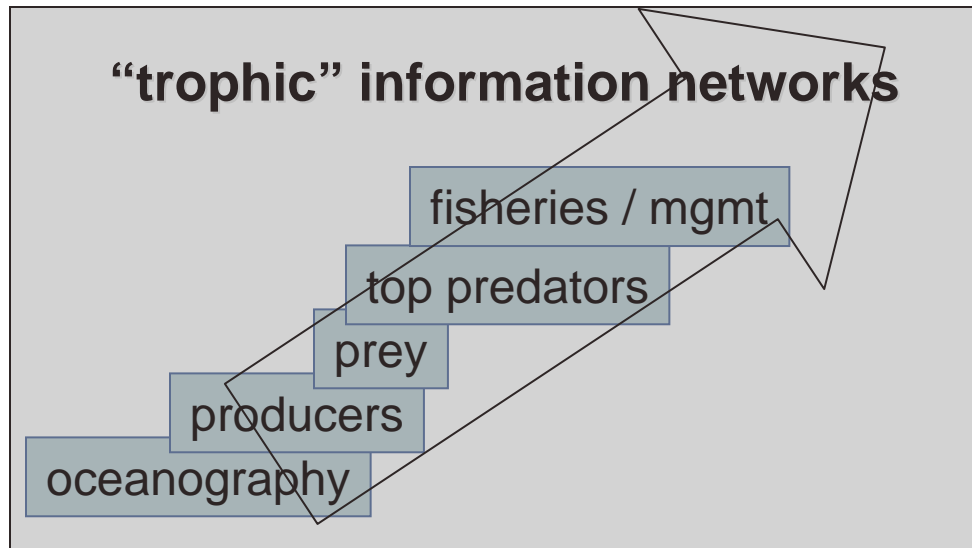 “trophic” information networks
fisheries / mgmt
top predators
prey
producers
oceanography